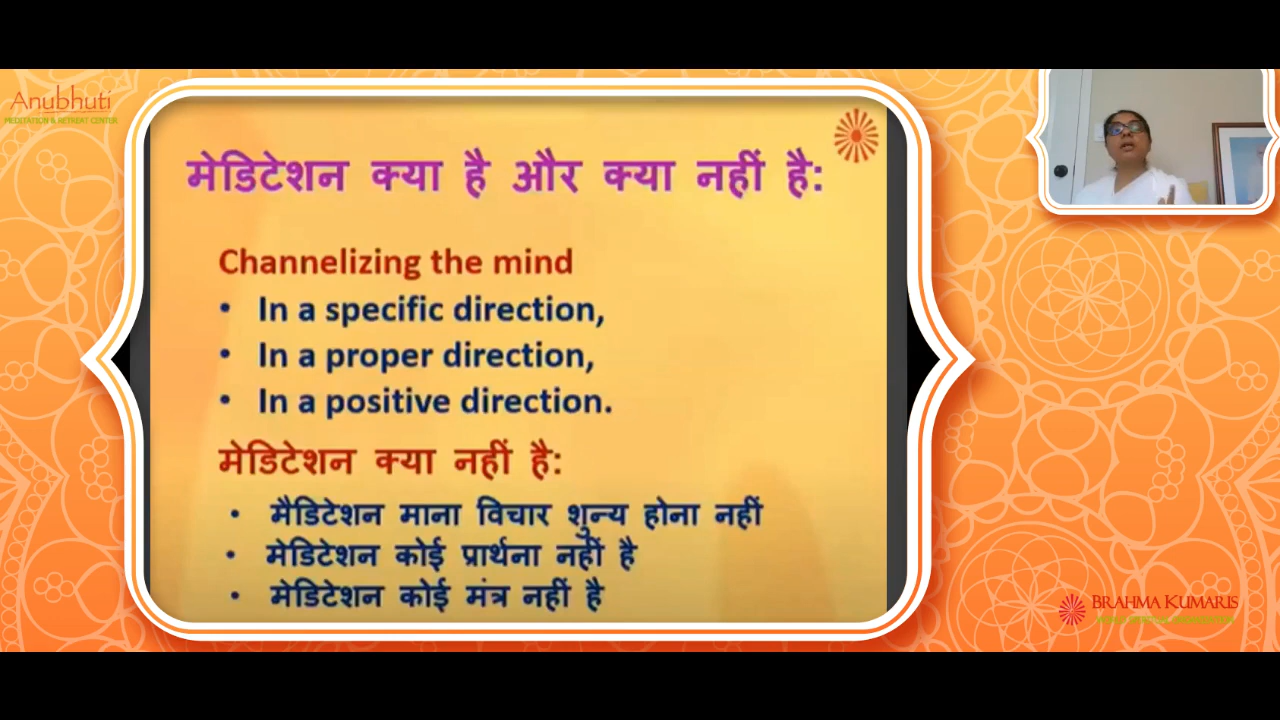 Anubhuti
MEDITATION & RETREAT CENTER
मेडिटेशन क्या है और क्या नहीं है:
Channelizing the mind
• In a specific direction,
• In a proper direction,
• In a positive direction.
मेडिटेशन क्या नहीं है:
• मैडिटेशन माना विचार शुन्य होना नहीं
• मेडिटेशन कोई प्रार्थना नहीं है
• मेडिटेशन कोई मंत्र नहीं है
BRAHMA KUMARIS